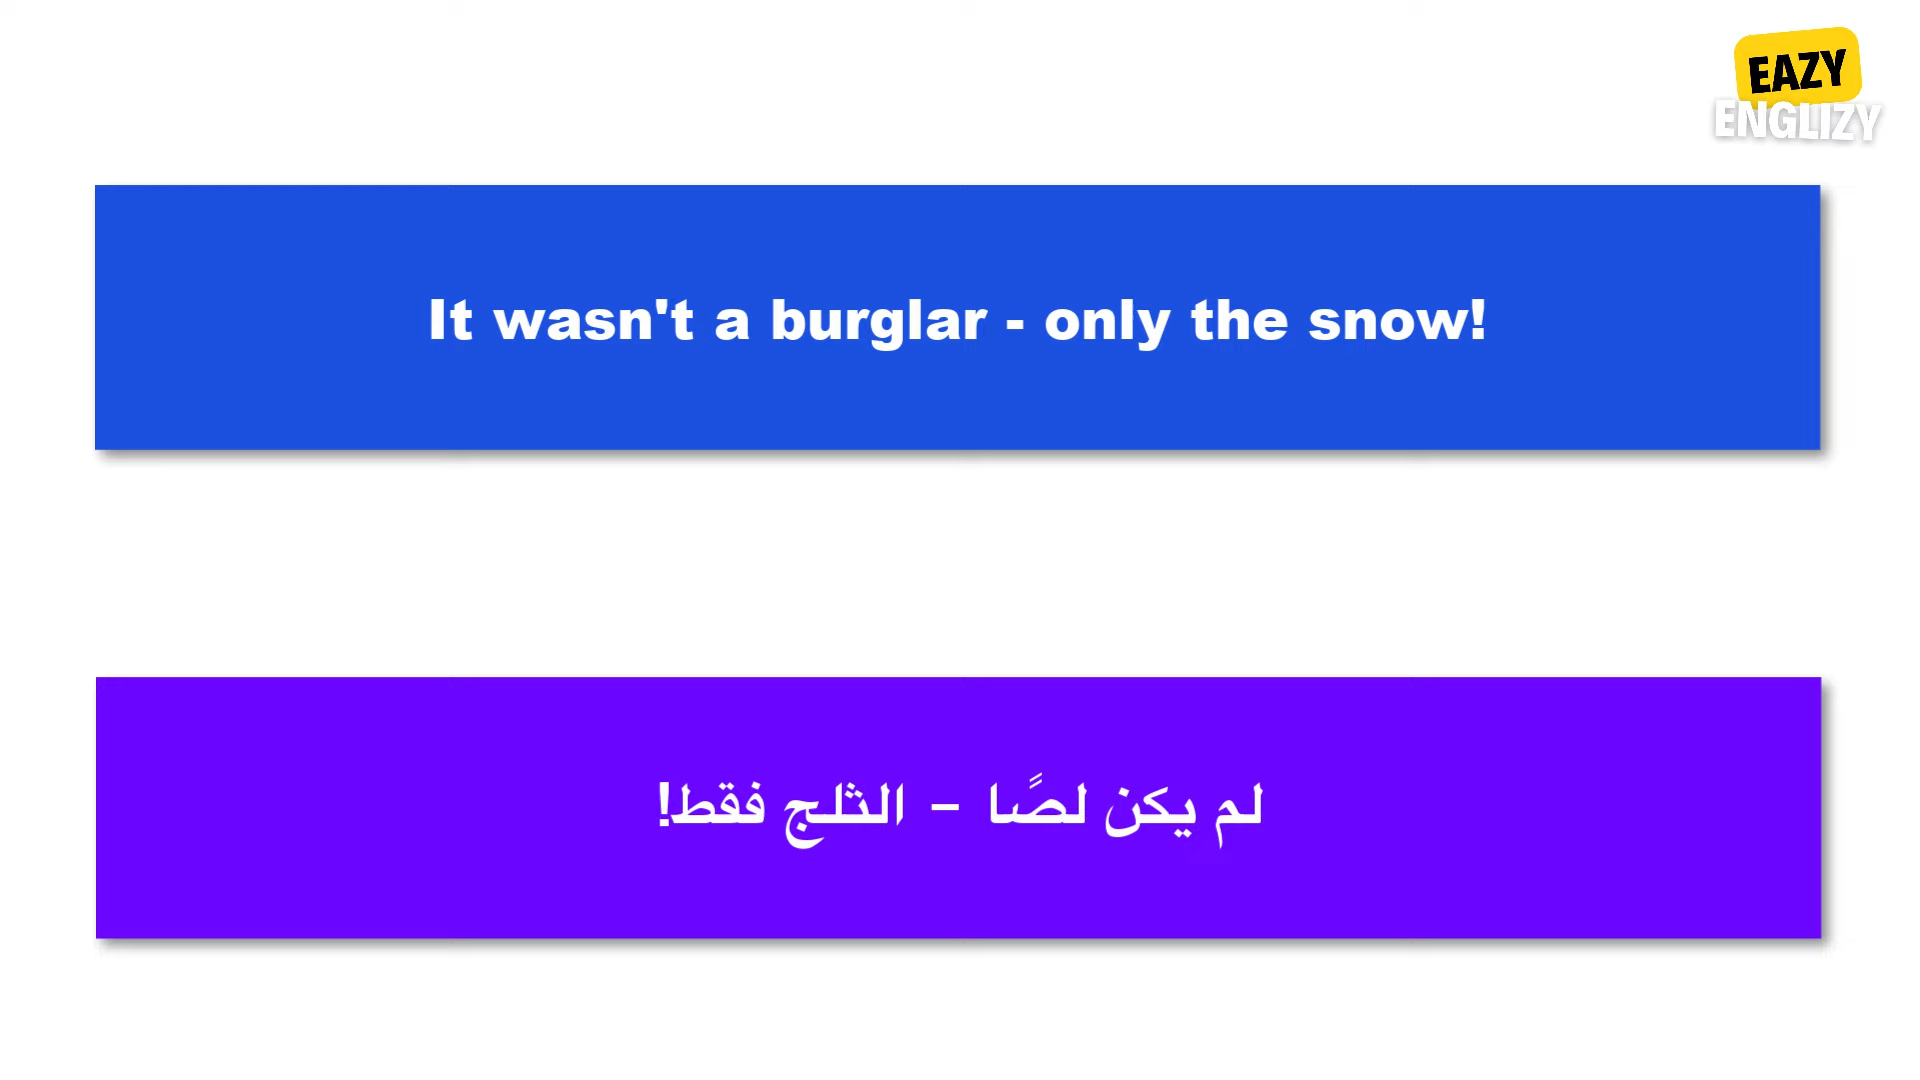 EAZY
ENGLIZY
It wasn't a burglar - only the snow!
لم يكن لصًا - الثلج فقط!